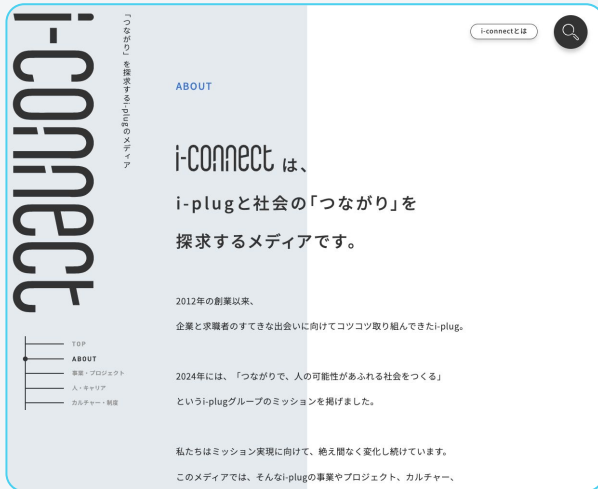 i-connect
「つながり」を探求するi-plugのメディア
i-connectとは
TOP
ABOUT
事業・プロジェクト
人・キャリア
カルチャー・制度
ABOUT
i-connect は、
i-plugと社会の「つながり」を
探求するメディアです。
2012年の創業以来、
企業と求職者のすてきな出会いに向けてコツコツ取り組んできたi-plug。
2024年には、「つながりで、人の可能性があふれる社会をつくる」
というi-plugグループのミッションを掲げました。
私たちはミッション実現に向けて、絶え間なく変化し続けています。
このメディアでは、そんなi-plugの事業やプロジェクト、カルチャー、